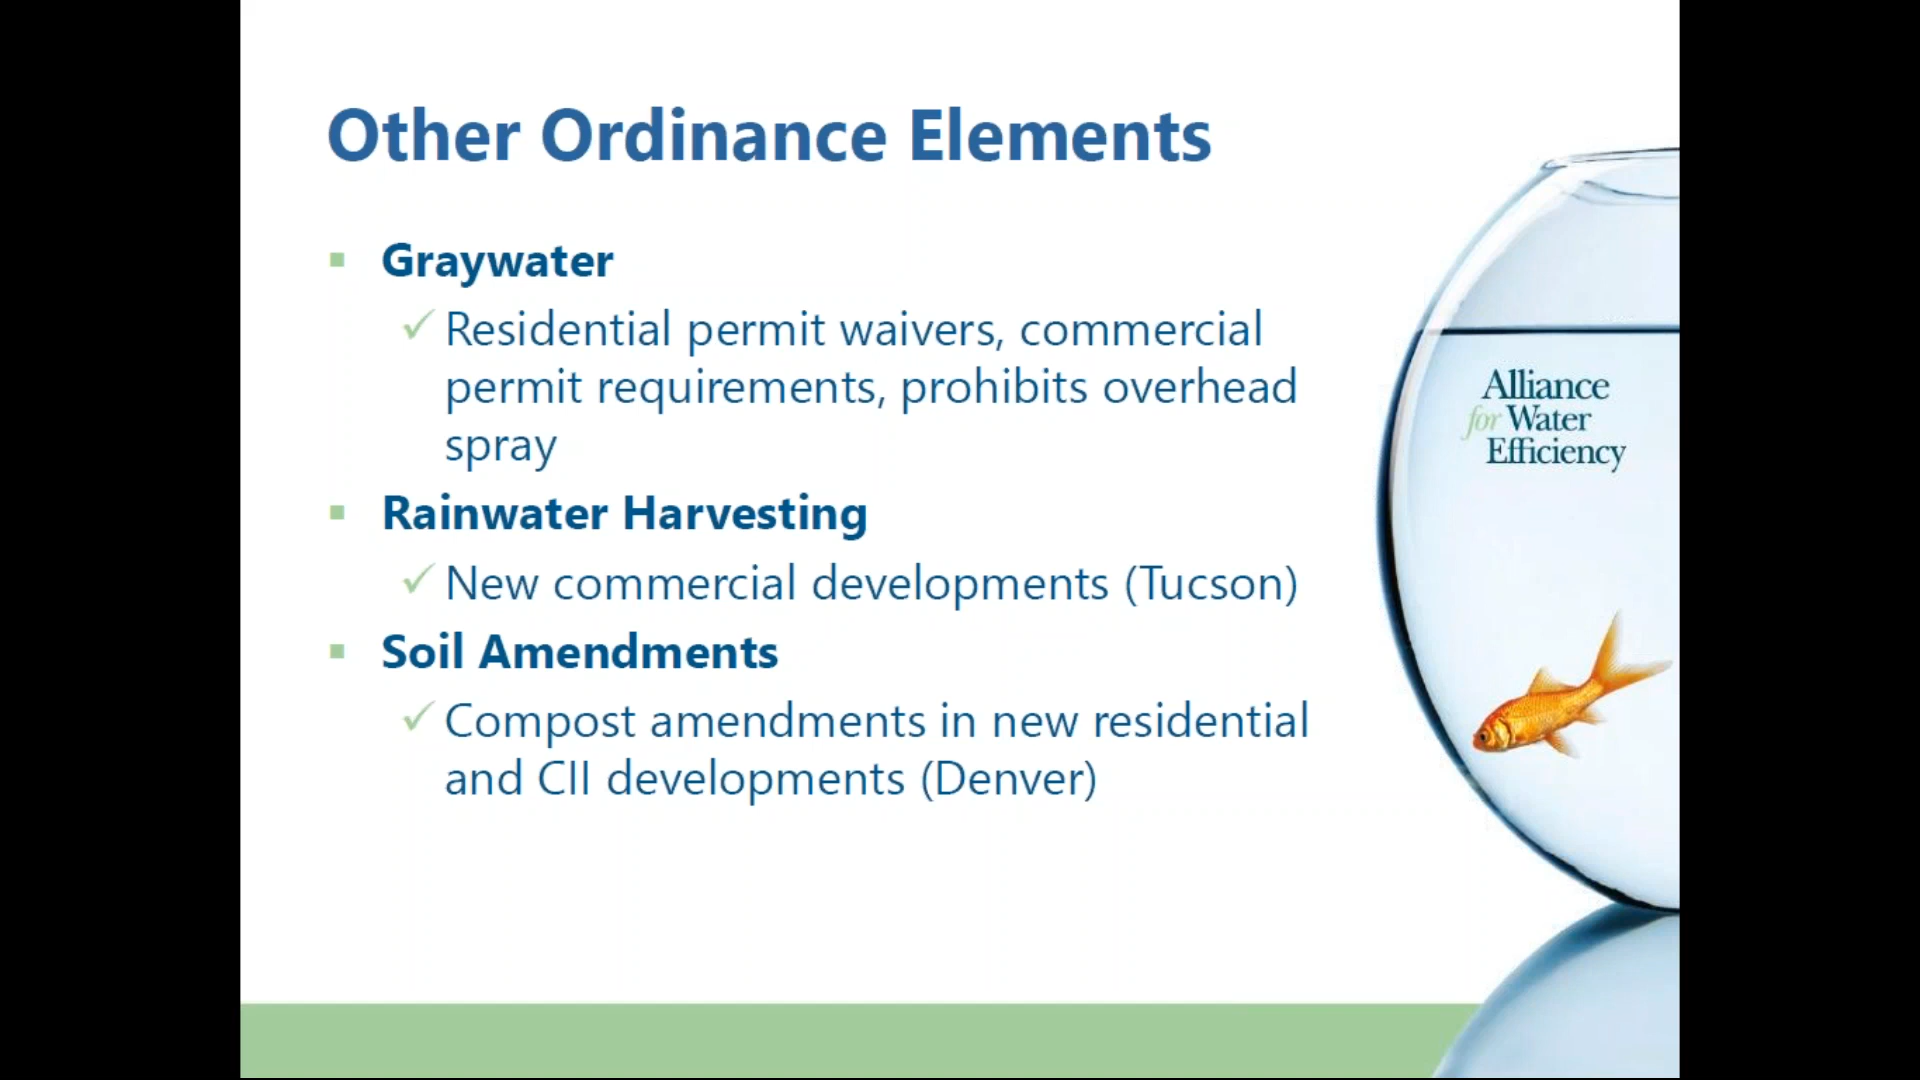 Other Ordinance Elements
Graywater
Residential permit waivers, commercial
permit requirements, prohibits overhead
spray
Rainwater Harvesting
New commercial developments (Tucson)
Soil Amendments
Compost amendments in new residential
and CII developments (Denver)
Alliance
for Water
Efficiency